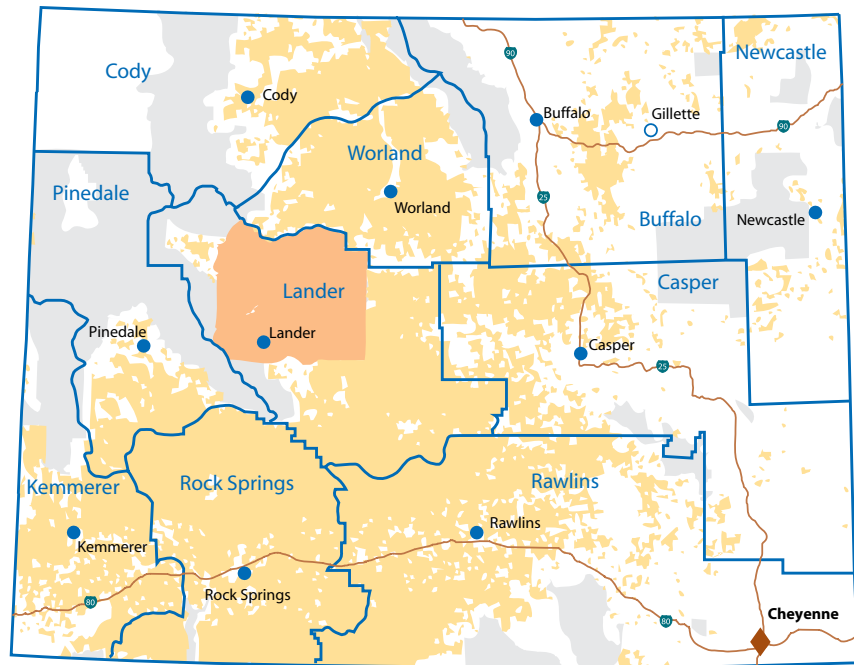 90
Newcastle
Cody
Cody
Buffalo
Gillette
90
Worland
Pinedale
Worland
25
Buffalo
Newcastle
Lander
Casper
Pinedale
Lander
Casper
25
Kemmerer
Rock Springs
Rawlins
Rawlins
Kemmerer
Rock Springs
80
80
Cheyenne